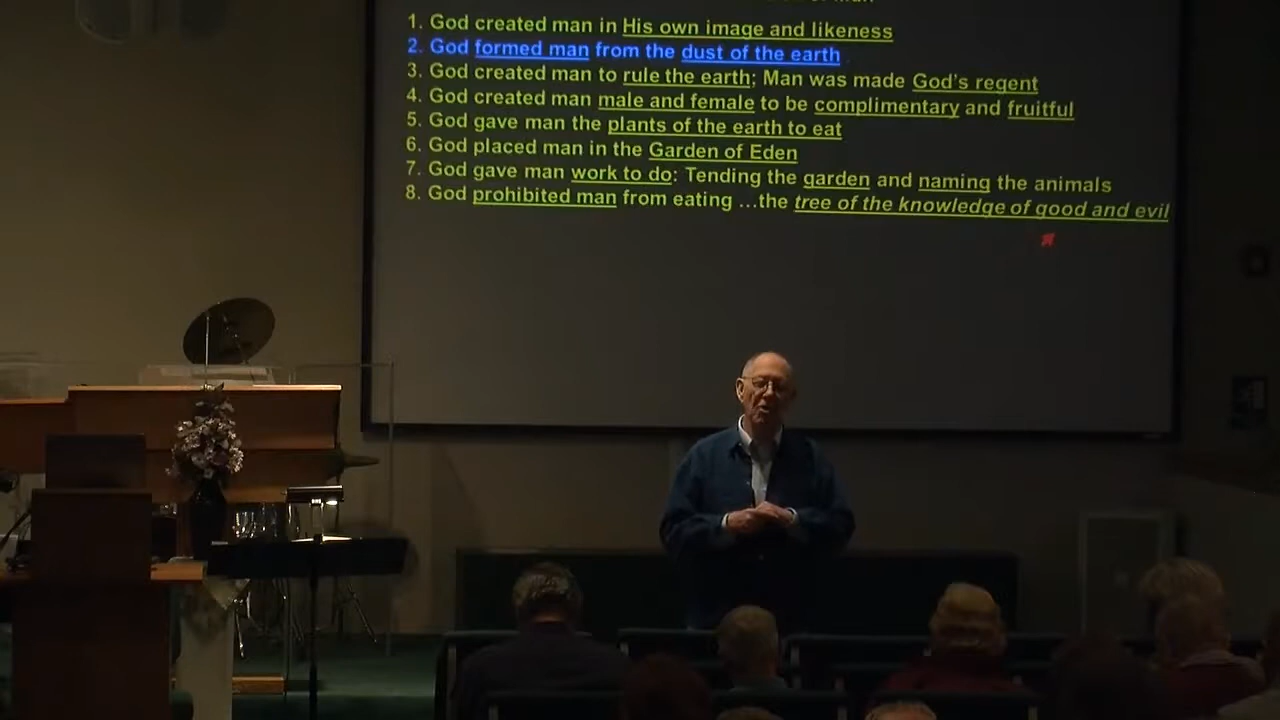 1. God created man in His own image and likeness
2. God formed man from the dust of the earth
3. God created man to rule the earth; Man was made God's regent
4. God created man male and female to be complimentary and fruitful
5. God gave man the plants of the earth to eat
6. God placed man in the Garden of Eden
7. God gave man work to do: Tending the garden and naming the animals
8. God prohibited man from eating ...the tree of the knowledge of good and evil